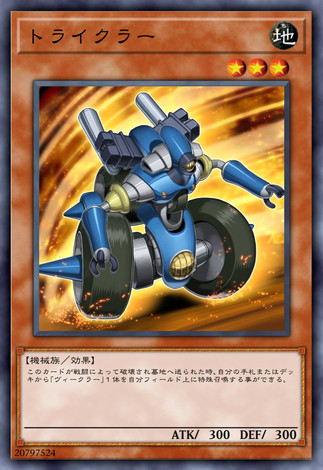 トライクラー
地
【機械族／効果】
このカードが戦闘によって破壊され墓地へ送られた時、自分の手札またはデッ
キから「ヴィークラー」１体を自分フィールド上に特殊召喚する事ができる。
ATK/ 300 DEF/ 300
20797524